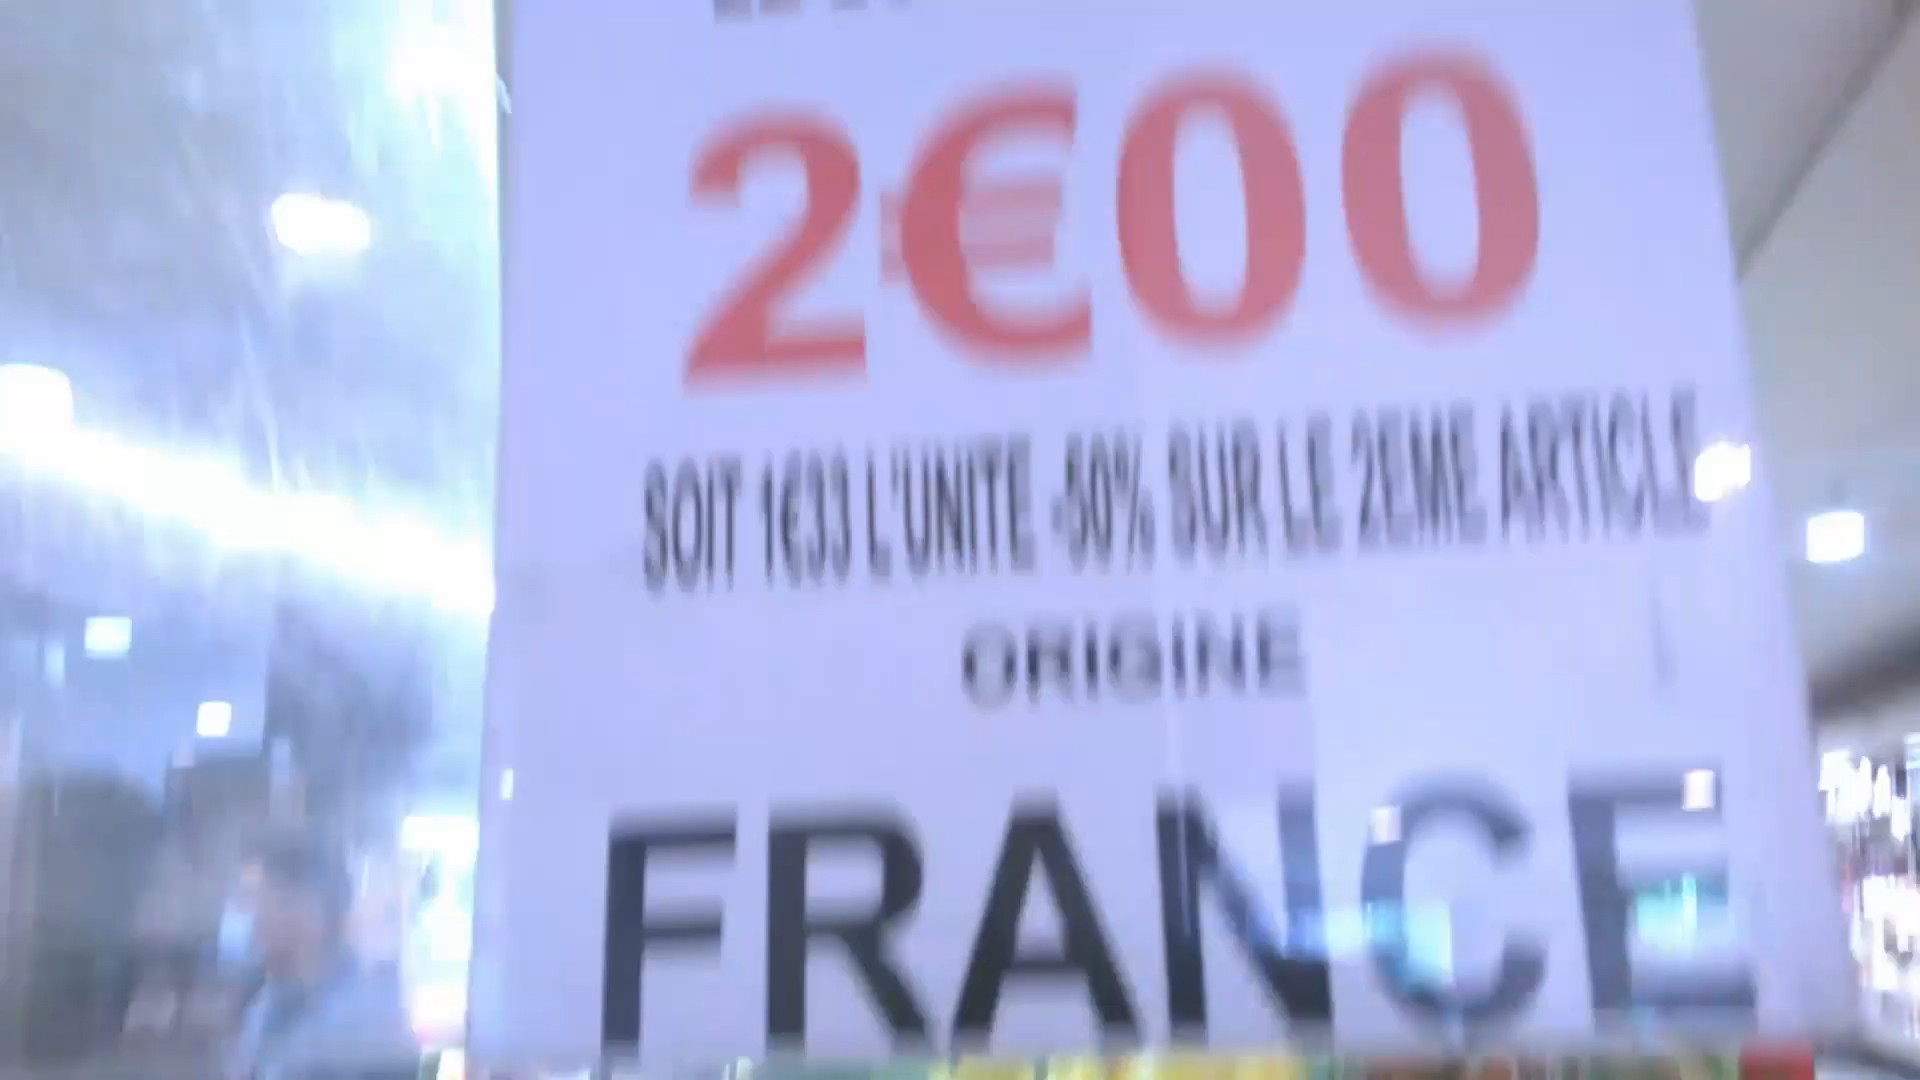 2€00
SOIT 1€33 L'UNITE -50% SUR LE 2EME ARTICLE
ORIGINE
FRANCE